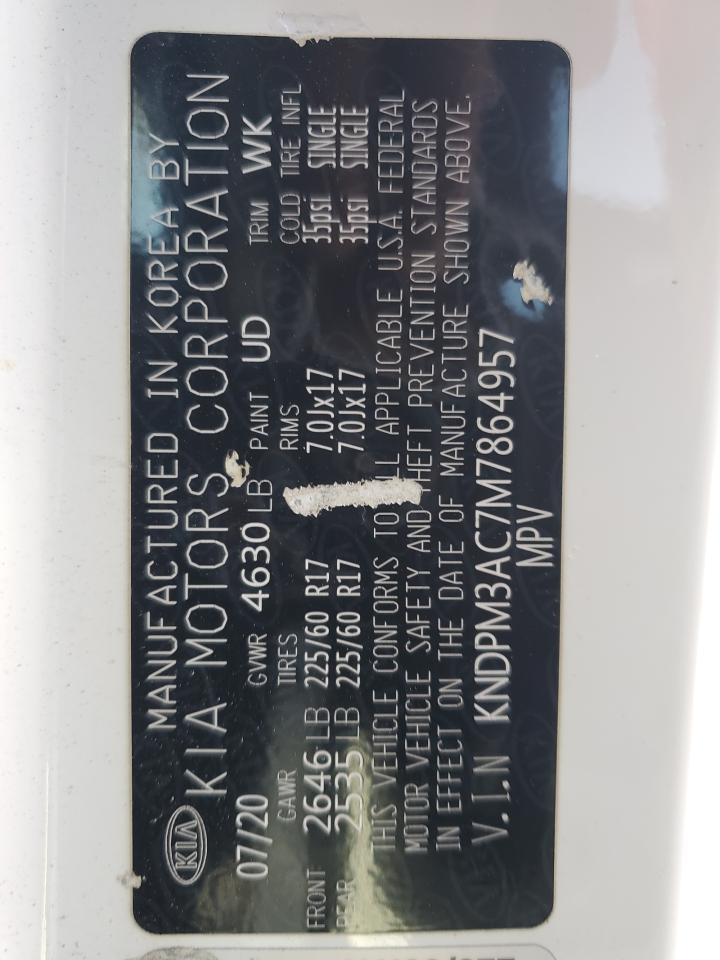 KIA
MANUFACTURED IN KOREA BY
KIA MOTORS CORPORATION
07/20 GVWR 4630 LB PAINT UD TRIM WK
GAWR TIRES RIMS COLD TIRE INFL
FRONT 2646 LB 225/60 R17 7.0Jx17 35psi SINGLE
REAR 2535 LB 225/60 R17 7.0Jx17 35psi SINGLE
THIS VEHICLE CONFORMS TO ALL APPLICABLE U.S.A. FEDERAL
MOTOR VEHICLE SAFETY AND THEFT PREVENTION STANDARDS
IN EFFECT ON THE DATE OF MANUFACTURE SHOWN ABOVE.
V.I.N KNDPM3AC7M7864957
MPV